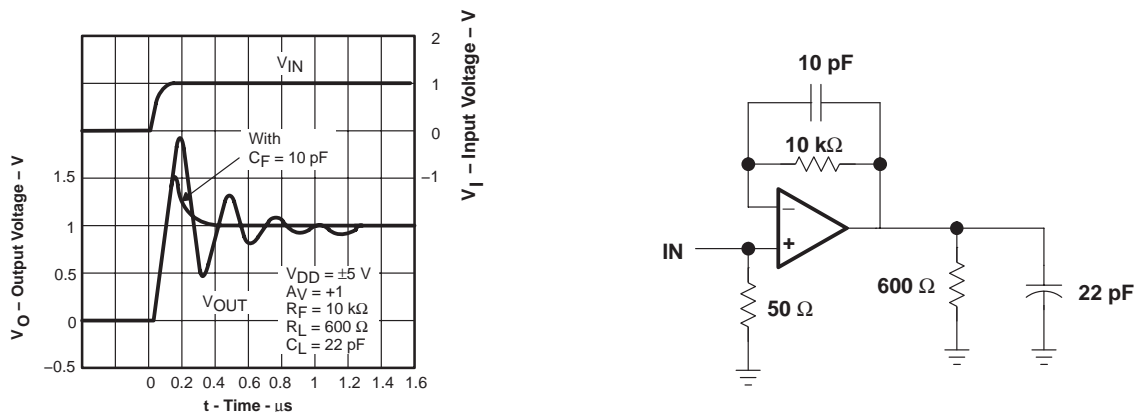 2
1
0
−1
V_I – Input Voltage – V
V_IN
With
C_F = 10 pF
1.5
1
0.5
0
−0.5
V_O – Output Voltage – V
V_OUT
V_DD = ±5 V
A_V = +1
R_F = 10 kΩ
R_L = 600 Ω
C_L = 22 pF
0 0.2 0.4 0.6 0.8 1 1.2 1.4 1.6
t - Time - μs
10 pF
10 kΩ
−
+
IN
50 Ω
600 Ω
22 pF